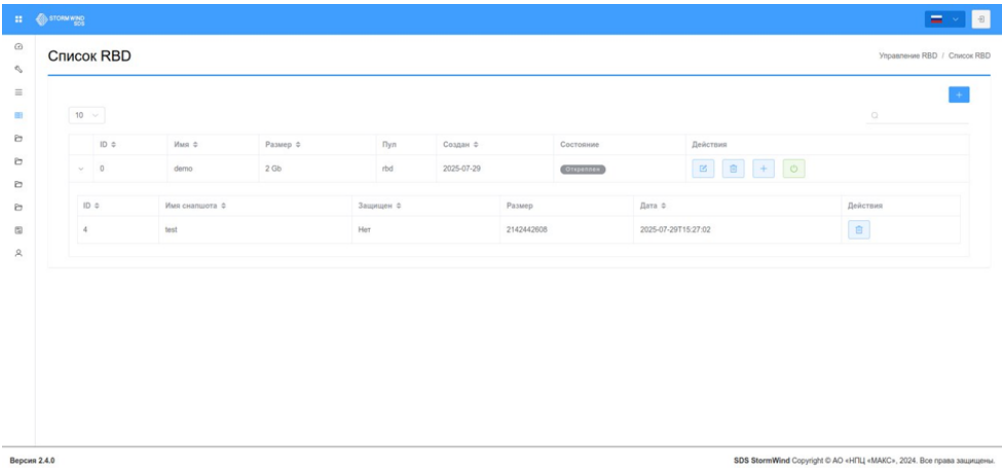 STORMWIND
SDS
Список RBD
Управление RBD / Список RBD
10
ID Имя Размер Пул Создан Состояние Действия
0 demo 2 Gb rbd 2025-07-29 Отключен
ID Имя снапшота Защищен Размер Дата Действия
4 test Нет 2142442608 2025-07-29T15:27:02
Версия 2.4.0
SDS StormWind Copyright © АО «НПЦ «МАКС», 2024. Все права защищены.